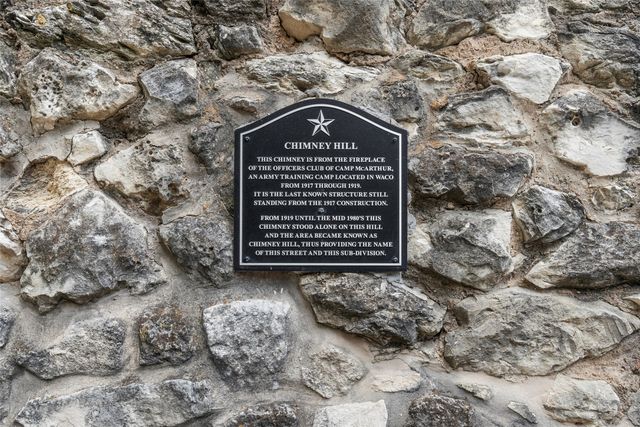 CHIMNEY HILL
THIS CHIMNEY IS FROM THE FIREPLACE
OF THE OFFICERS CLUB OF CAMP MCARTHUR,
AN ARMY TRAINING CAMP LOCATED IN WACO
FROM 1917 THROUGH 1919.
IT IS THE LAST KNOWN STRUCTURE STILL
STANDING FROM THE 1917 CONSTRUCTION.
FROM 1919 UNTIL THE MID 1980'S THIS
CHIMNEY STOOD ALONE ON THIS HILL
AND THE AREA BECAME KNOWN AS
CHIMNEY HILL, THUS PROVIDING THE NAME
OF THIS STREET AND THIS SUB-DIVISION.